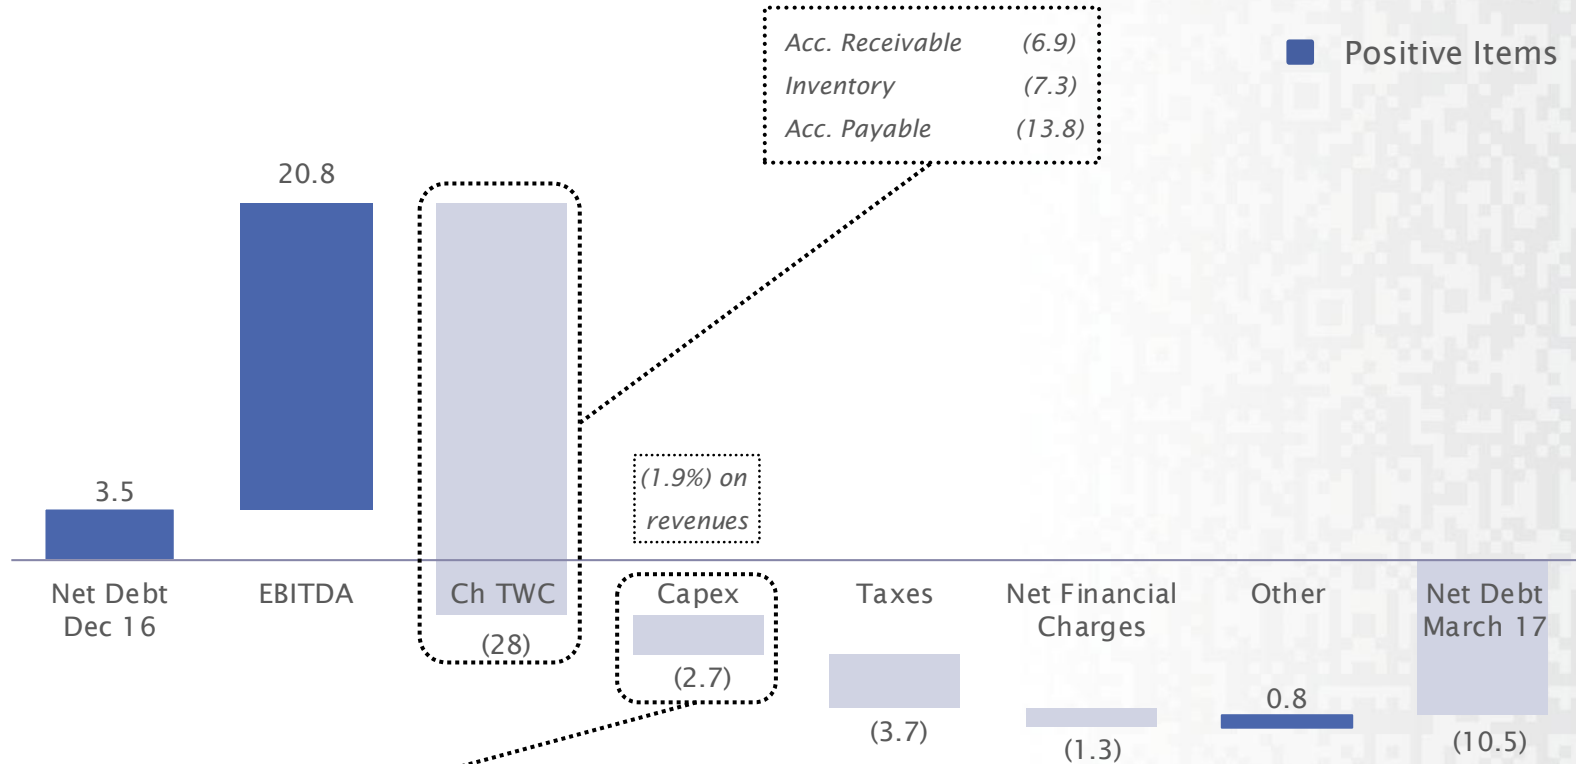 Acc. Receivable (6.9)
Inventory (7.3)
Acc. Payable (13.8)
Positive Items
20.8
3.5
(1.9%) on
revenues
Net Debt
Dec 16
EBITDA
Ch TWC
(28)
Capex
(2.7)
Taxes
(3.7)
Net Financial
Charges
(1.3)
Other
0.8
Net Debt
March 17
(10.5)